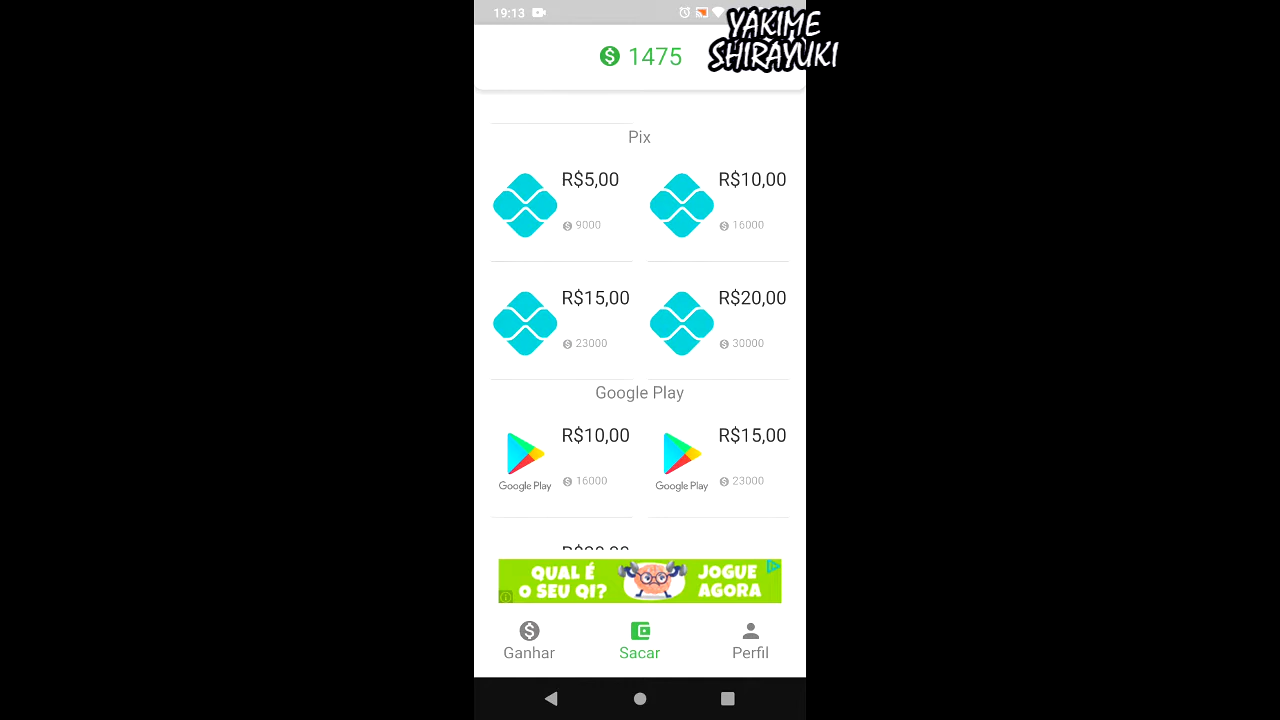 19:13
YAKIME
SHIRAYUKI
1475
Pix
R$5,00
R$10,00
9000
16000
R$15,00
R$20,00
23000
30000
Google Play
R$10,00
R$15,00
16000
23000
Google Play
Google Play
R$20,00
QUAL É
O SEU QI?
JOGUE
AGORA
Ganhar
Sacar
Perfil